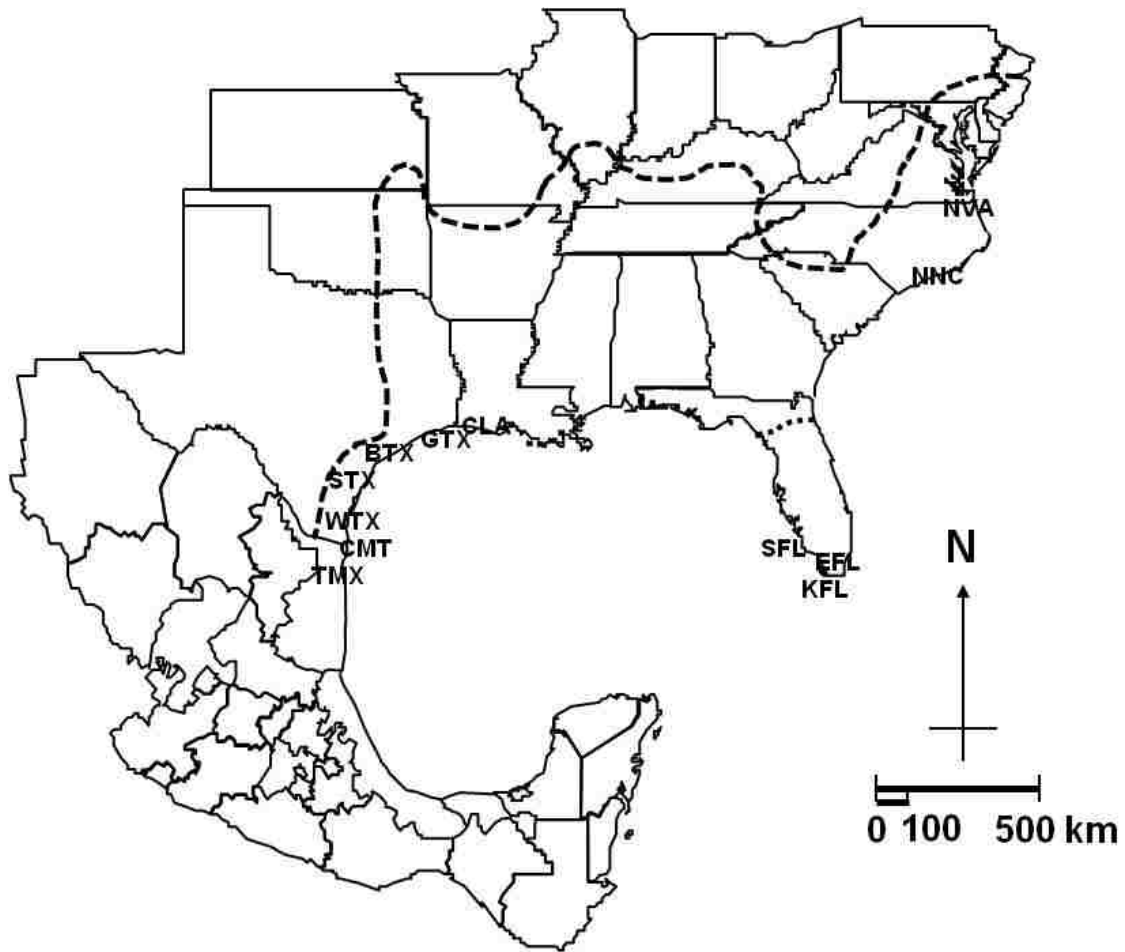 NVA
NNC
CLA
GTX
BTX
STX
WTX
CMT
TMX
SFL
EFL
KFL
N
0 100 500 km